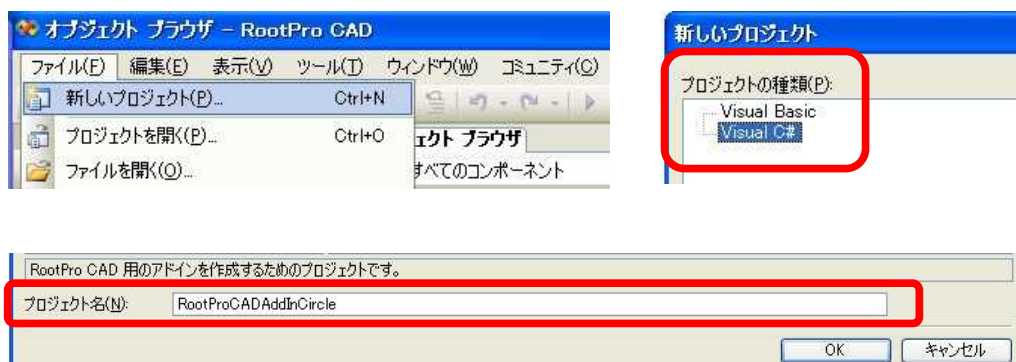 オブジェクト ブラウザ - RootPro CAD
ファイル(F) 編集(E) 表示(V) ツール(T) ウィンドウ(W) コミュニティ(C)
新しいプロジェクト(P)... Ctrl+N
プロジェクトを開く(P)... Ctrl+O
ェクト ブラウザ
ファイルを開く(O)...
すべてのコンポーネント
新しいプロジェクト
プロジェクトの種類(P):
Visual Basic
Visual C#
RootPro CAD 用のアドインを作成するためのプロジェクトです。
プロジェクト名(N): RootProCADAddInCircle
OK キャンセル